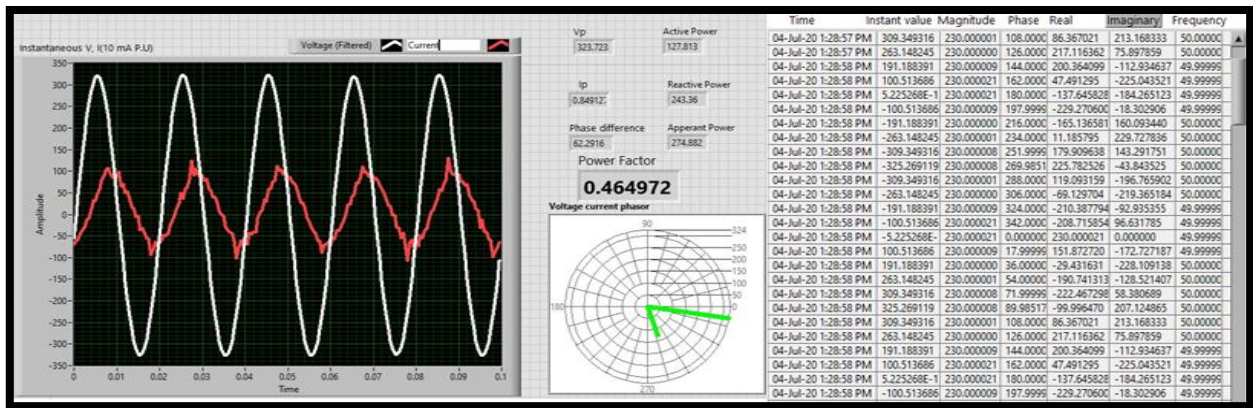 Instantaneous V, I(10 mA P.U)
Voltage (Filtered)
Current
350
300
250
200
150
100
50
0
-50
-100
-150
-200
-250
-300
-350
Amplitude
0
0.01
0.02
0.03
0.04
0.05
0.06
0.07
0.08
0.09
0.1
Time
Vp
323.723
Active Power
127.813
Ip
0.84912
Reactive Power
243.36
Phase difference
62.2916
Apperant Power
274.882
Power Factor
0.464972
Voltage current phasor
90
324
250
200
150
100
50
0
180
270
Time Instant value Magnitude Phase Real Imaginary Frequency
04-Jul-20 1:28:57 PM 309.349316 230.000001 108.0000 86.367021 213.168333 50.00000
04-Jul-20 1:28:57 PM 263.148245 230.000000 126.0000 217.116362 75.897859 50.00000
04-Jul-20 1:28:58 PM 191.188391 230.000009 144.0000 200.364099 -112.934637 49.99999
04-Jul-20 1:28:58 PM 100.513686 230.000021 162.0000 47.491295 -225.043521 49.99999
04-Jul-20 1:28:58 PM 5.225268E-1 230.000021 180.0000 -137.645828 -184.265123 49.99999
04-Jul-20 1:28:58 PM -100.513686 230.000009 197.9999 -229.270600 -18.302906 49.99999
04-Jul-20 1:28:58 PM -191.188391 230.000000 216.0000 -165.136581 160.093440 50.00000
04-Jul-20 1:28:58 PM -263.148245 230.000001 234.0000 11.185795 229.727836 50.00000
04-Jul-20 1:28:58 PM -309.349316 230.000008 251.9999 179.909638 143.291751 50.00000
04-Jul-20 1:28:58 PM -325.269119 230.000008 269.9851 225.782526 -43.843525 50.00000
04-Jul-20 1:28:58 PM -309.349316 230.000001 288.0000 119.093159 -196.765902 50.00000
04-Jul-20 1:28:58 PM -263.148245 230.000000 306.0000 -69.129704 -219.365184 50.00000
04-Jul-20 1:28:58 PM -191.188391 230.000009 324.0000 -210.387794 -92.935355 49.99999
04-Jul-20 1:28:58 PM -100.513686 230.000021 342.0000 -208.715854 96.631785 49.99999
04-Jul-20 1:28:58 PM -5.225268E- 230.000021 0.000000 230.000021 0.000000 49.99999
04-Jul-20 1:28:58 PM 100.513686 230.000009 17.99999 151.872720 -172.727187 49.99999
04-Jul-20 1:28:58 PM 191.188391 230.000000 36.00000 -29.431631 -228.109138 50.00000
04-Jul-20 1:28:58 PM 263.148245 230.000001 54.00000 -190.741313 -128.521407 50.00000
04-Jul-20 1:28:58 PM 309.349316 230.000008 71.99999 -222.467298 58.380689 50.00000
04-Jul-20 1:28:58 PM 325.269119 230.000008 89.98517 -99.996470 207.124865 50.00000
04-Jul-20 1:28:58 PM 309.349316 230.000001 108.0000 86.367021 213.168333 50.00000
04-Jul-20 1:28:58 PM 263.148245 230.000000 126.0000 217.116362 75.897859 50.00000
04-Jul-20 1:28:58 PM 191.188391 230.000009 144.0000 200.364099 -112.934637 49.99999
04-Jul-20 1:28:58 PM 100.513686 230.000021 162.0000 47.491295 -225.043521 49.99999
04-Jul-20 1:28:58 PM 5.225268E-1 230.000021 180.0000 -137.645828 -184.265123 49.99999
04-Jul-20 1:28:58 PM -100.513686 230.000009 197.9999 -229.270600 -18.302906 49.99999